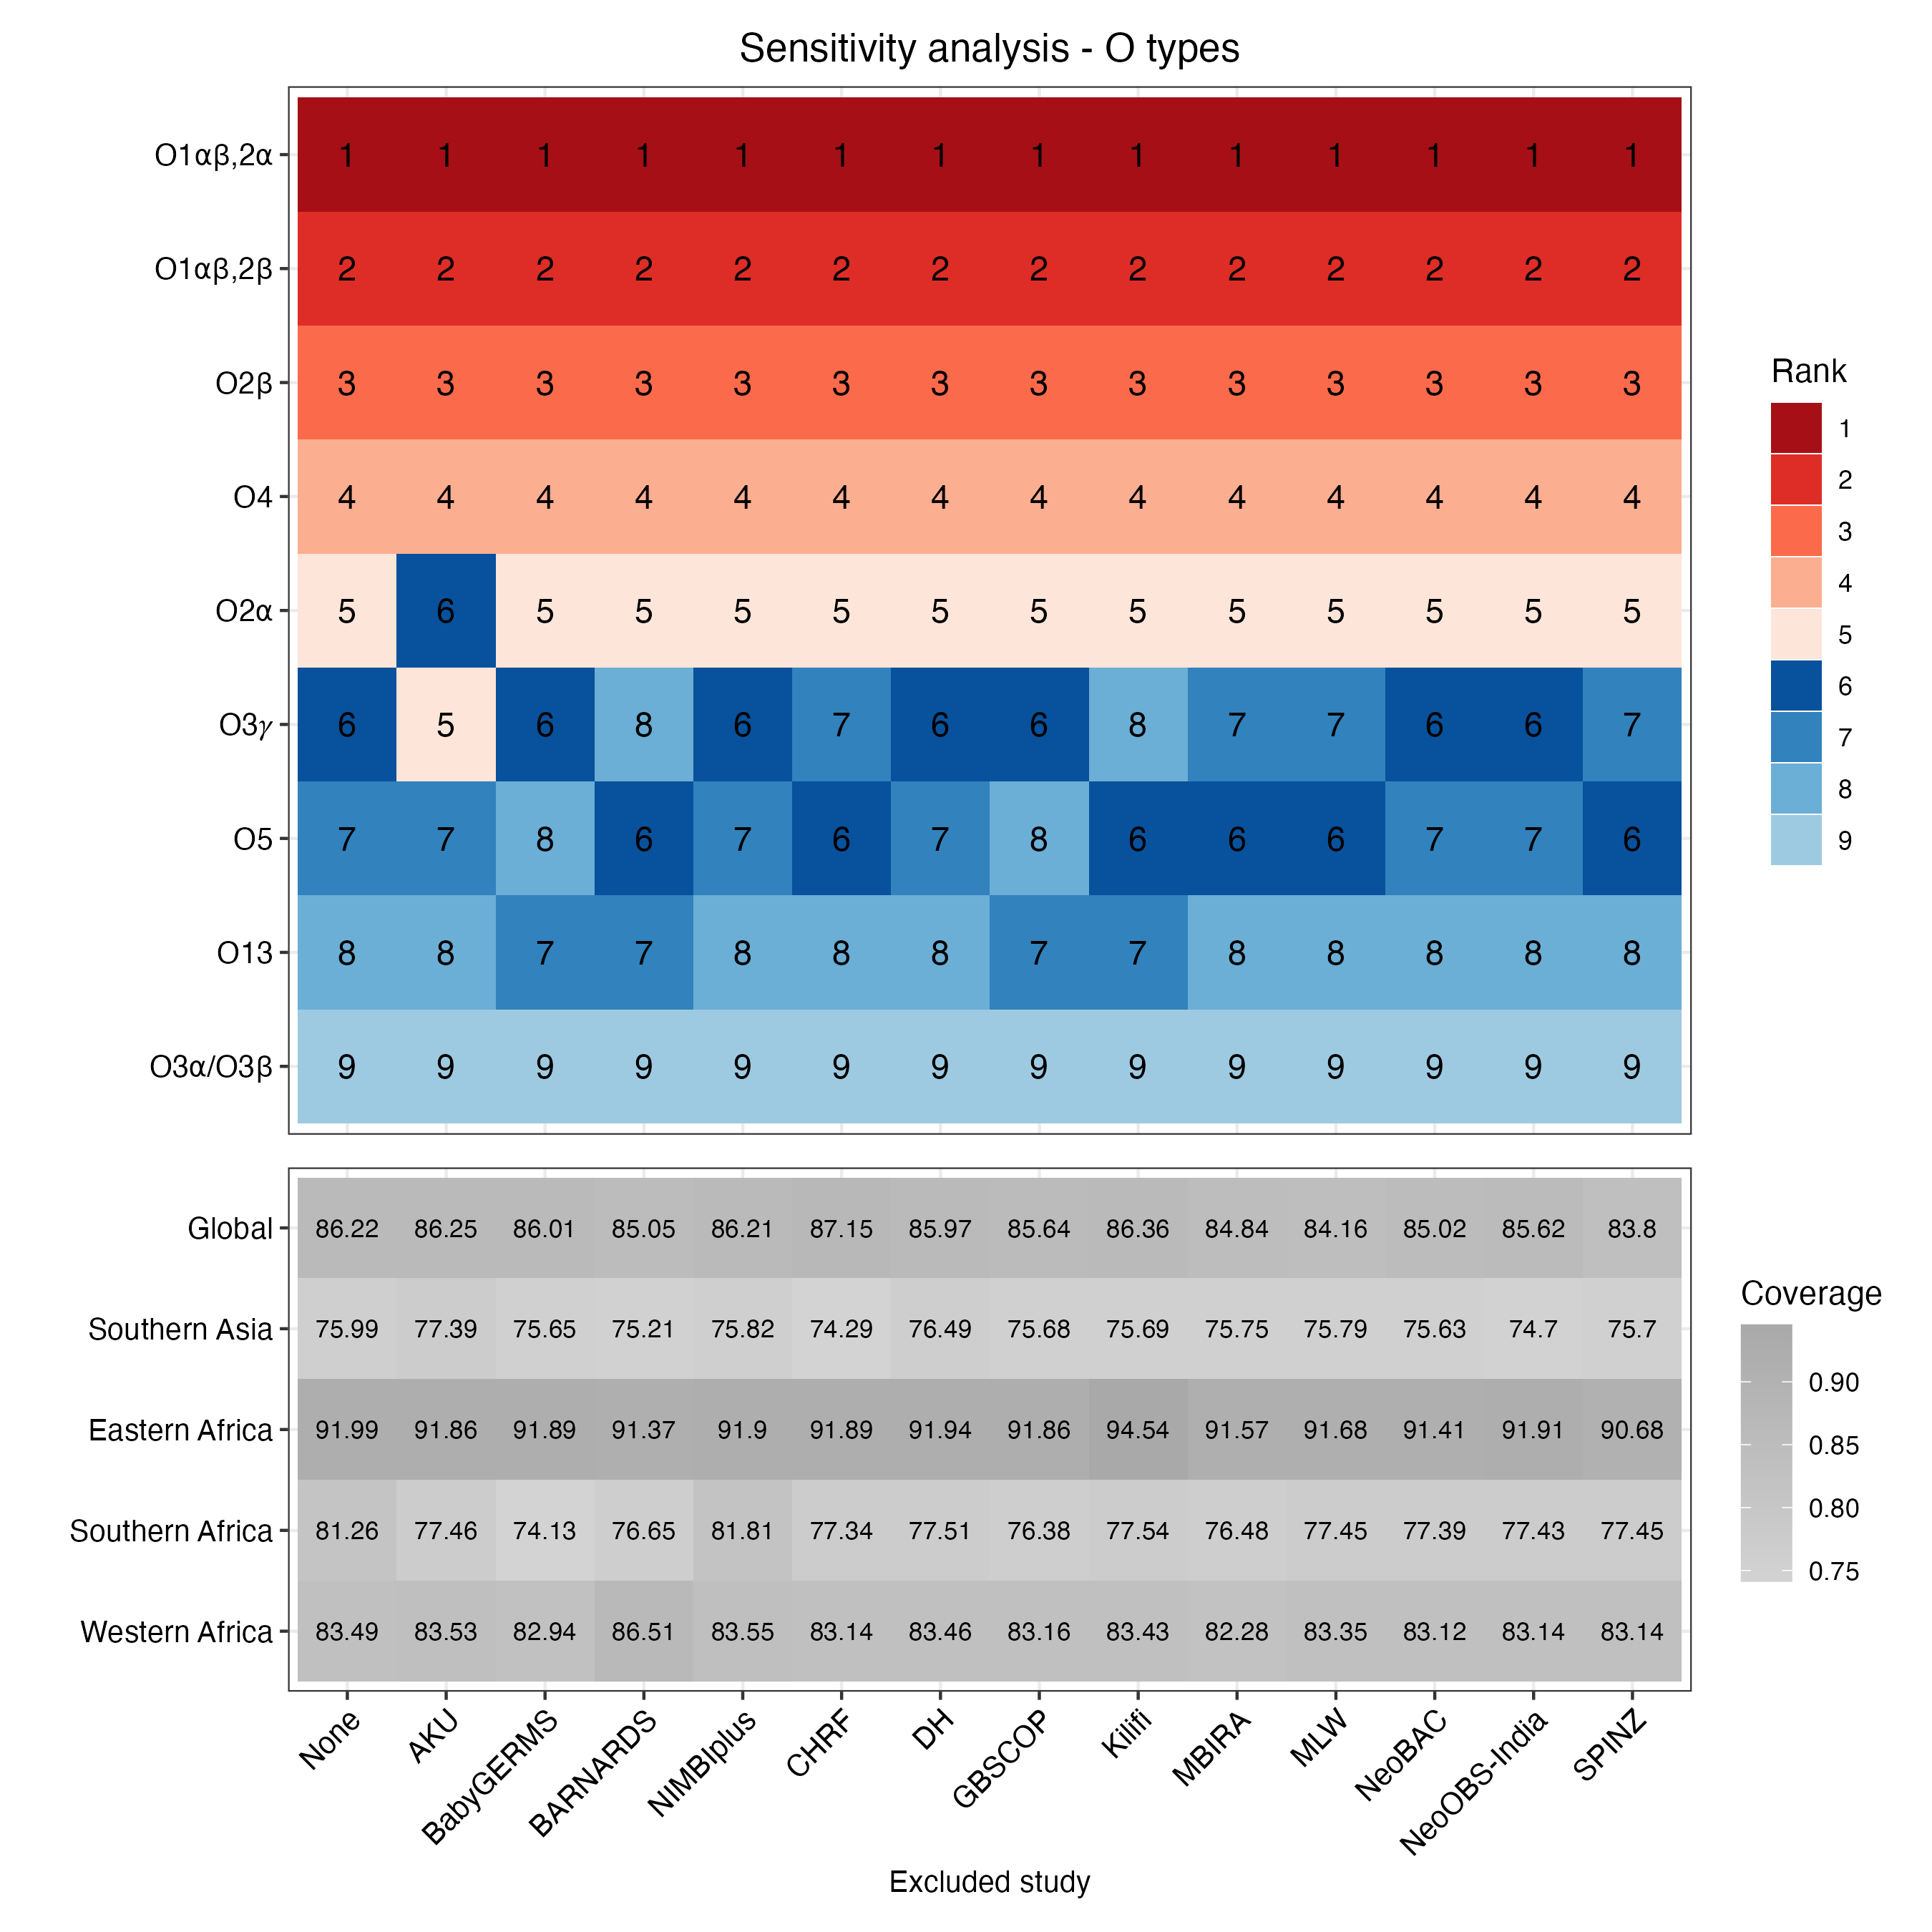 Sensitivity analysis - O types
O1αβ,2α 1 1 1 1 1 1 1 1 1 1 1 1 1 1
O1αβ,2β 2 2 2 2 2 2 2 2 2 2 2 2 2 2
O2β 3 3 3 3 3 3 3 3 3 3 3 3 3 3
O4 4 4 4 4 4 4 4 4 4 4 4 4 4 4
O2α 5 6 5 5 5 5 5 5 5 5 5 5 5 5
O3γ 6 5 6 8 6 7 6 6 8 7 7 6 6 7
O5 7 7 8 6 7 6 7 8 6 6 6 7 7 6
O13 8 8 7 7 8 8 8 7 7 8 8 8 8 8
O3α/O3β 9 9 9 9 9 9 9 9 9 9 9 9 9 9
Rank
1
2
3
4
5
6
7
8
9
Global 86.22 86.25 86.01 85.05 86.21 87.15 85.97 85.64 86.36 84.84 84.16 85.02 85.62 83.8
Southern Asia 75.99 77.39 75.65 75.21 75.82 74.29 76.49 75.68 75.69 75.75 75.79 75.63 74.7 75.7
Eastern Africa 91.99 91.86 91.89 91.37 91.9 91.89 91.94 91.86 94.54 91.57 91.68 91.41 91.91 90.68
Southern Africa 81.26 77.46 74.13 76.65 81.81 77.34 77.51 76.38 77.54 76.48 77.45 77.39 77.43 77.45
Western Africa 83.49 83.53 82.94 86.51 83.55 83.14 83.46 83.16 83.43 82.28 83.35 83.12 83.14 83.14
Coverage
0.90
0.85
0.80
0.75
None
AKU
BabyGERMS
BARNARDS
NIMBIplus
CHRF
DH
GBSCOP
Kilifi
MBIRA
MLW
NeoBAC
NeoOBS-India
SPINZ
Excluded study